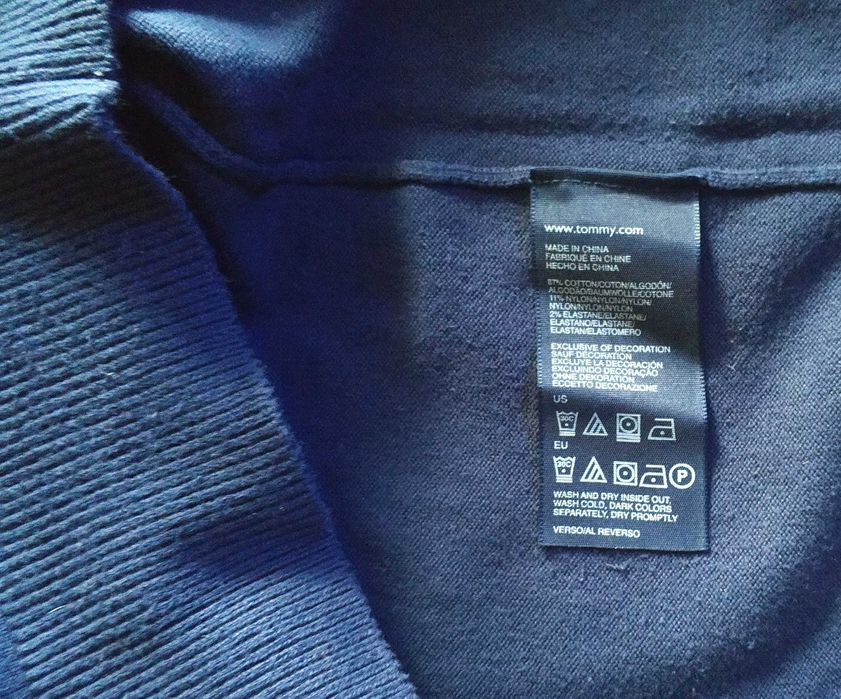 www.tommy.com
MADE IN CHINA
FABRIQUÉ EN CHINE
HECHO EN CHINA
87% COTTON/COTON/ALGODÓN/
ALGODÃO/BAUMWOLLE/COTONE
11% NYLON/NYLON/NYLON/
NYLON/NYLON/NYLON
2% ELASTANE/ELASTANE/
ELASTANO/ELASTANE/
ELASTAN/ELASTOMERO
EXCLUSIVE OF DECORATION
SAUF DÉCORATION
EXCLUYE LA DECORACIÓN
EXCLUINDO DECORAÇÃO
OHNE DEKORATION
ECCETTO DECORAZIONE
US
30C
EU
30C P
WASH AND DRY INSIDE OUT,
WASH COLD, DARK COLORS
SEPARATELY, DRY PROMPTLY
VERSO/AL REVERSO